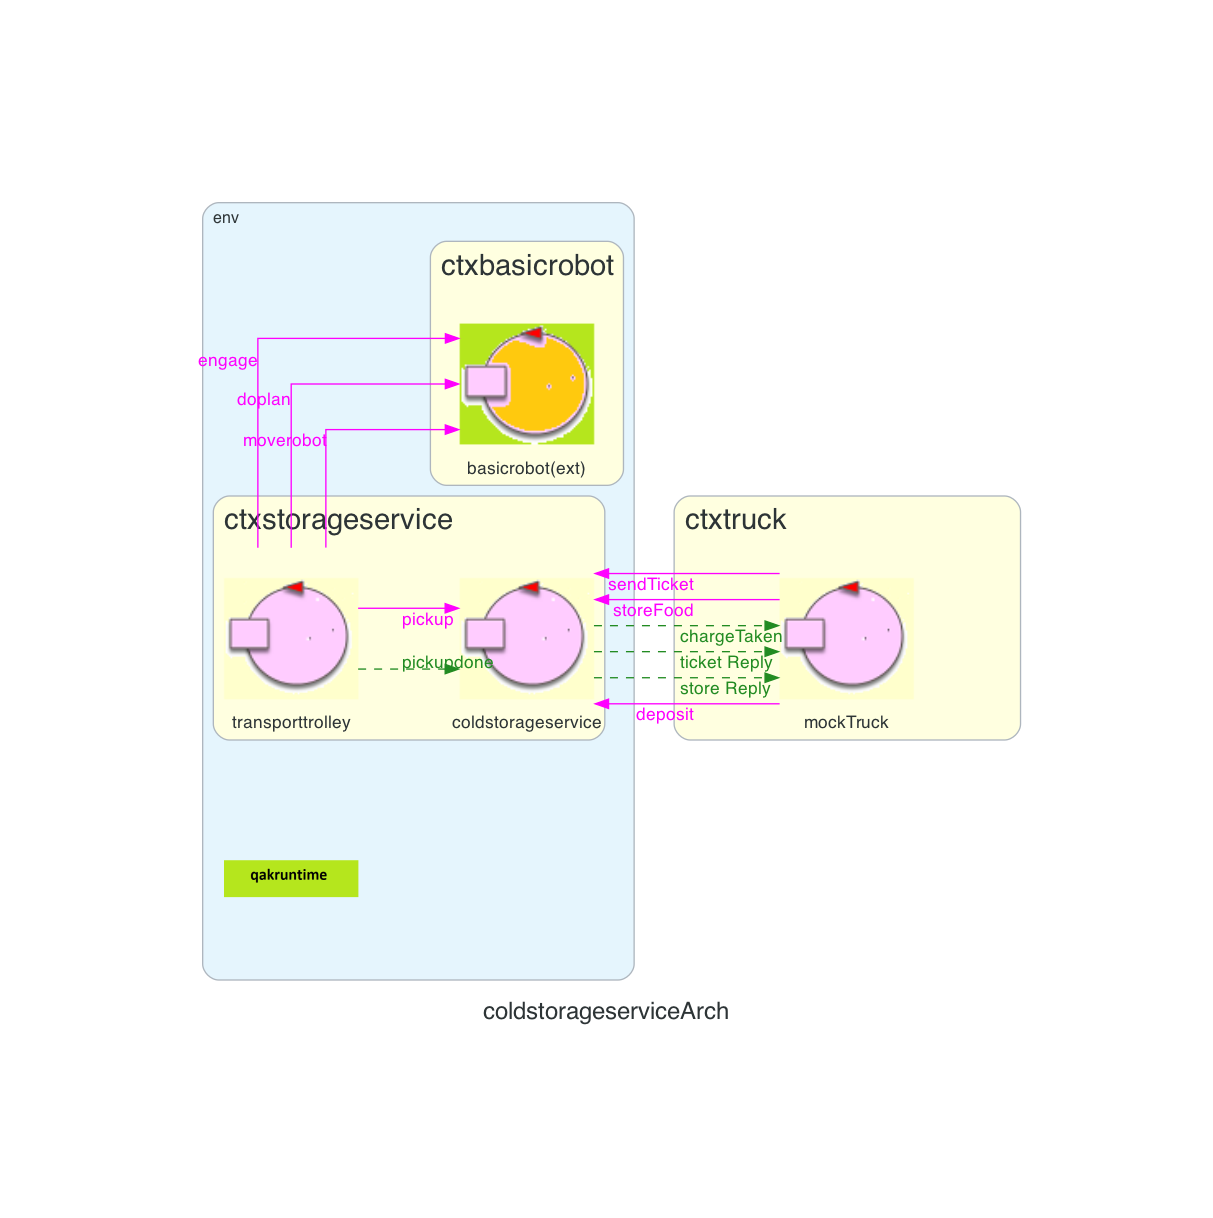 env
ctxbasicrobot
engage
doplan
moverobot
basicrobot(ext)
ctxstorageservice
ctxtruck
sendTicket
storeFood
pickup
chargeTaken
pickupdone
ticket Reply
store Reply
deposit
transporttrolley
coldstorageservice
mockTruck
qakruntime
coldstorageserviceArch